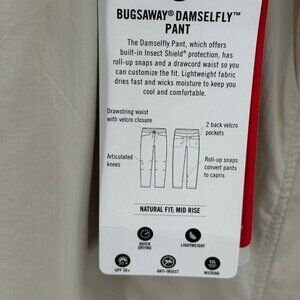 BUGSAWAY® DAMSELFLY™
PANT
The Damselfly Pant, which offers
built-in Insect Shield® protection, has
roll-up snaps and a drawcord waist so you
can customize the fit. Lightweight fabric
dries fast and wicks moisture to keep you
cool and comfortable.
Drawstring waist
with velcro closure
2 back velcro
pockets
Articulated
knees
Roll-up snaps
convert pants
to capris
NATURAL FIT; MID RISE
QUICK
DRYING
LIGHTWEIGHT
UPF 30+
ANTI-INSECT
WICKING